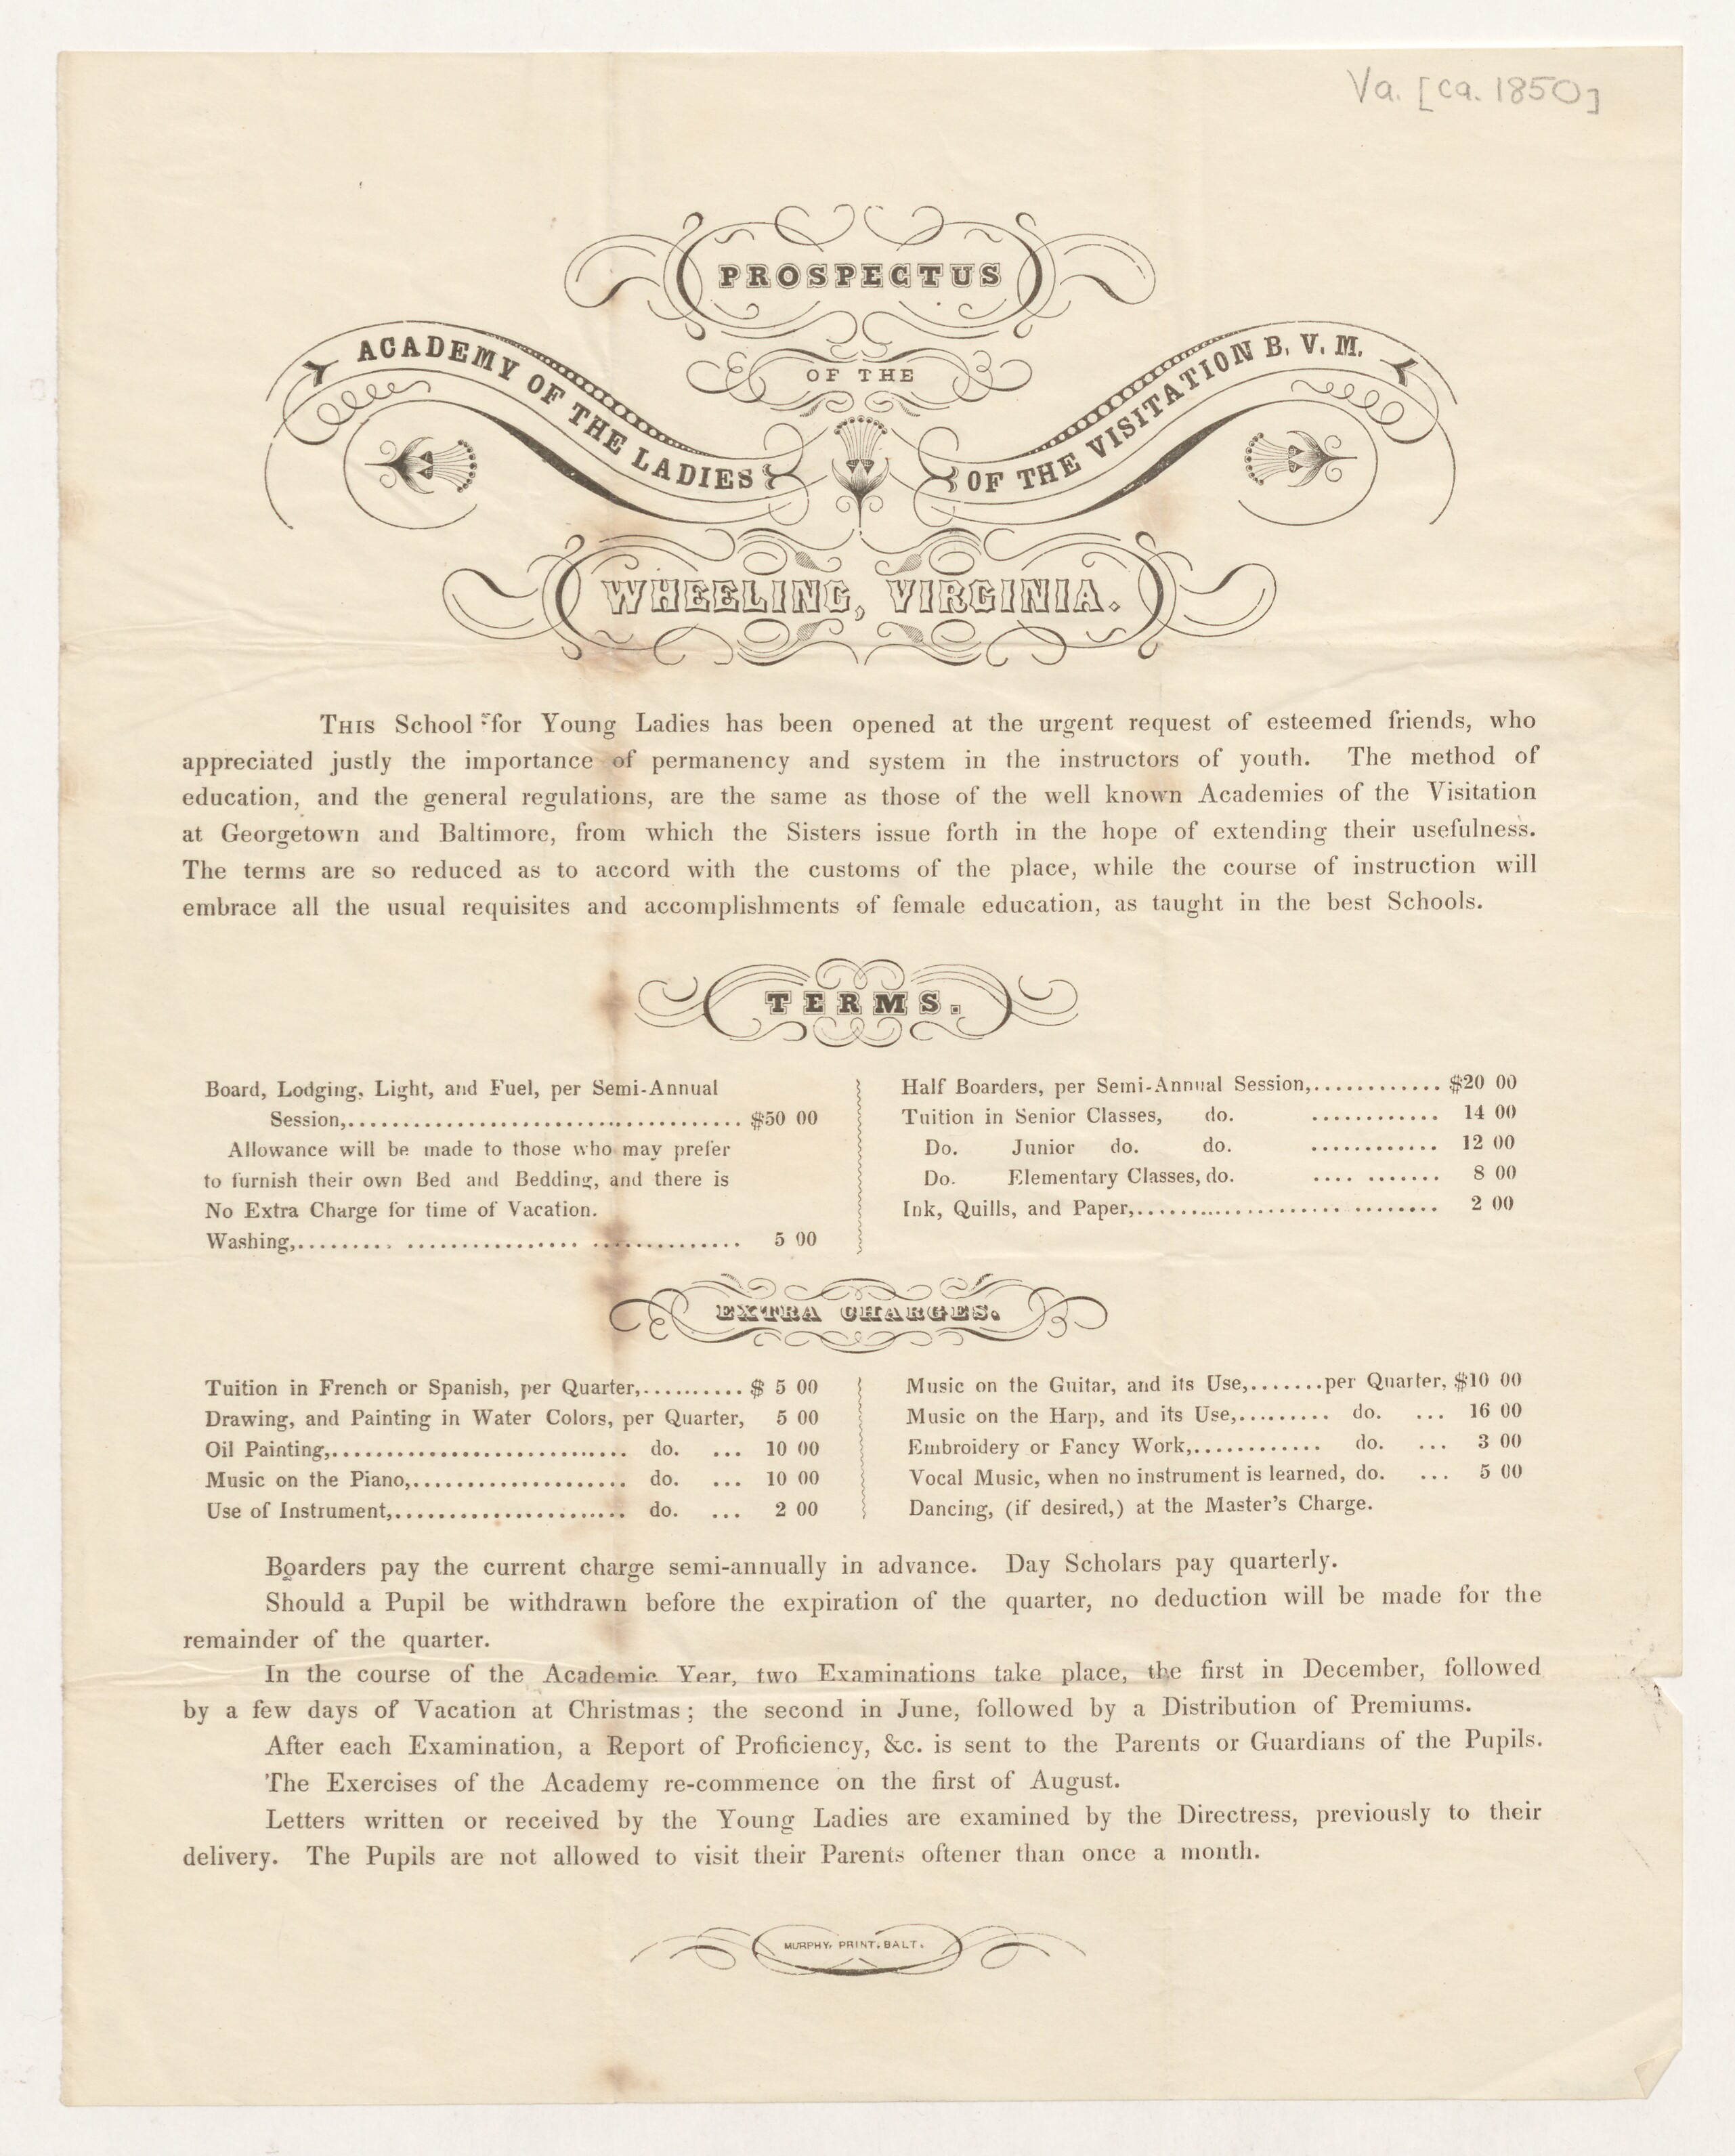 Va. [ca. 1850]
PROSPECTUS
OF THE
ACADEMY OF THE LADIES
OF THE VISITATION B. V. M.
WHEELING, VIRGINIA.
THIS School for Young Ladies has been opened at the urgent request of esteemed friends, who
appreciated justly the importance of permanency and system in the instructors of youth. The method of
education, and the general regulations, are the same as those of the well known Academies of the Visitation
at Georgetown and Baltimore, from which the Sisters issue forth in the hope of extending their usefulness.
The terms are so reduced as to accord with the customs of the place, while the course of instruction will
embrace all the usual requisites and accomplishments of female education, as taught in the best Schools.
TERMS.
Board, Lodging, Light, and Fuel, per Semi-Annual
Session,.................................... $50 00
Allowance will be made to those who may prefer
to furnish their own Bed and Bedding, and there is
No Extra Charge for time of Vacation.
Washing,......................................... 5 00
Half Boarders, per Semi-Annual Session,............ $20 00
Tuition in Senior Classes, do. ............ 14 00
Do. Junior do. do. ............ 12 00
Do. Elementary Classes, do. ............ 8 00
Ink, Quills, and Paper,............................ 2 00
EXTRA CHARGES.
Tuition in French or Spanish, per Quarter,.......... $ 5 00
Drawing, and Painting in Water Colors, per Quarter, 5 00
Oil Painting,............................ do. ... 10 00
Music on the Piano,.................... do. ... 10 00
Use of Instrument,...................... do. ... 2 00
Music on the Guitar, and its Use,.......per Quarter, $10 00
Music on the Harp, and its Use,......... do. ... 16 00
Embroidery or Fancy Work,............ do. ... 3 00
Vocal Music, when no instrument is learned, do. ... 5 00
Dancing, (if desired,) at the Master's Charge.
Boarders pay the current charge semi-annually in advance. Day Scholars pay quarterly.
Should a Pupil be withdrawn before the expiration of the quarter, no deduction will be made for the
remainder of the quarter.
In the course of the Academic Year, two Examinations take place, the first in December, followed
by a few days of Vacation at Christmas; the second in June, followed by a Distribution of Premiums.
After each Examination, a Report of Proficiency, &c. is sent to the Parents or Guardians of the Pupils.
The Exercises of the Academy re-commence on the first of August.
Letters written or received by the Young Ladies are examined by the Directress, previously to their
delivery. The Pupils are not allowed to visit their Parents oftener than once a month.
MURPHY, PRINT, BALT.